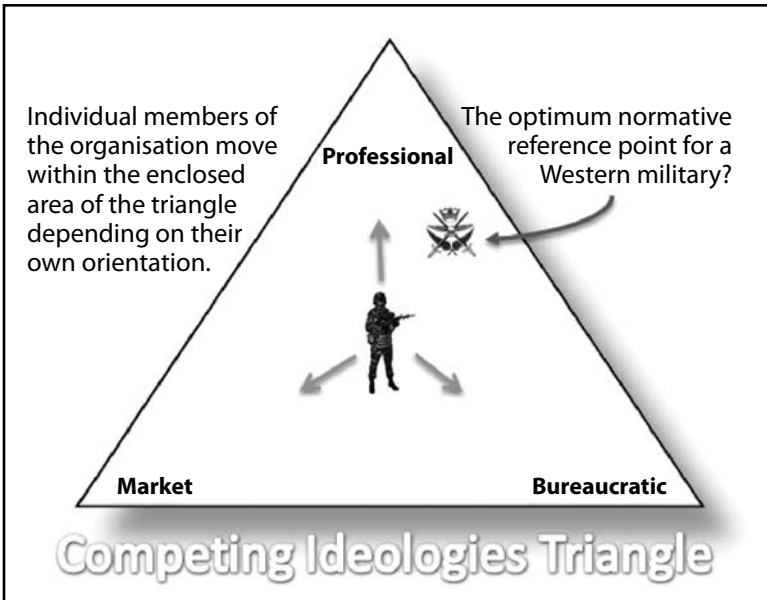 Individual members of
the organisation move
within the enclosed
area of the triangle
depending on their
own orientation.
The optimum normative
reference point for a
Western military?
Professional
Market
Bureaucratic
Competing Ideologies Triangle